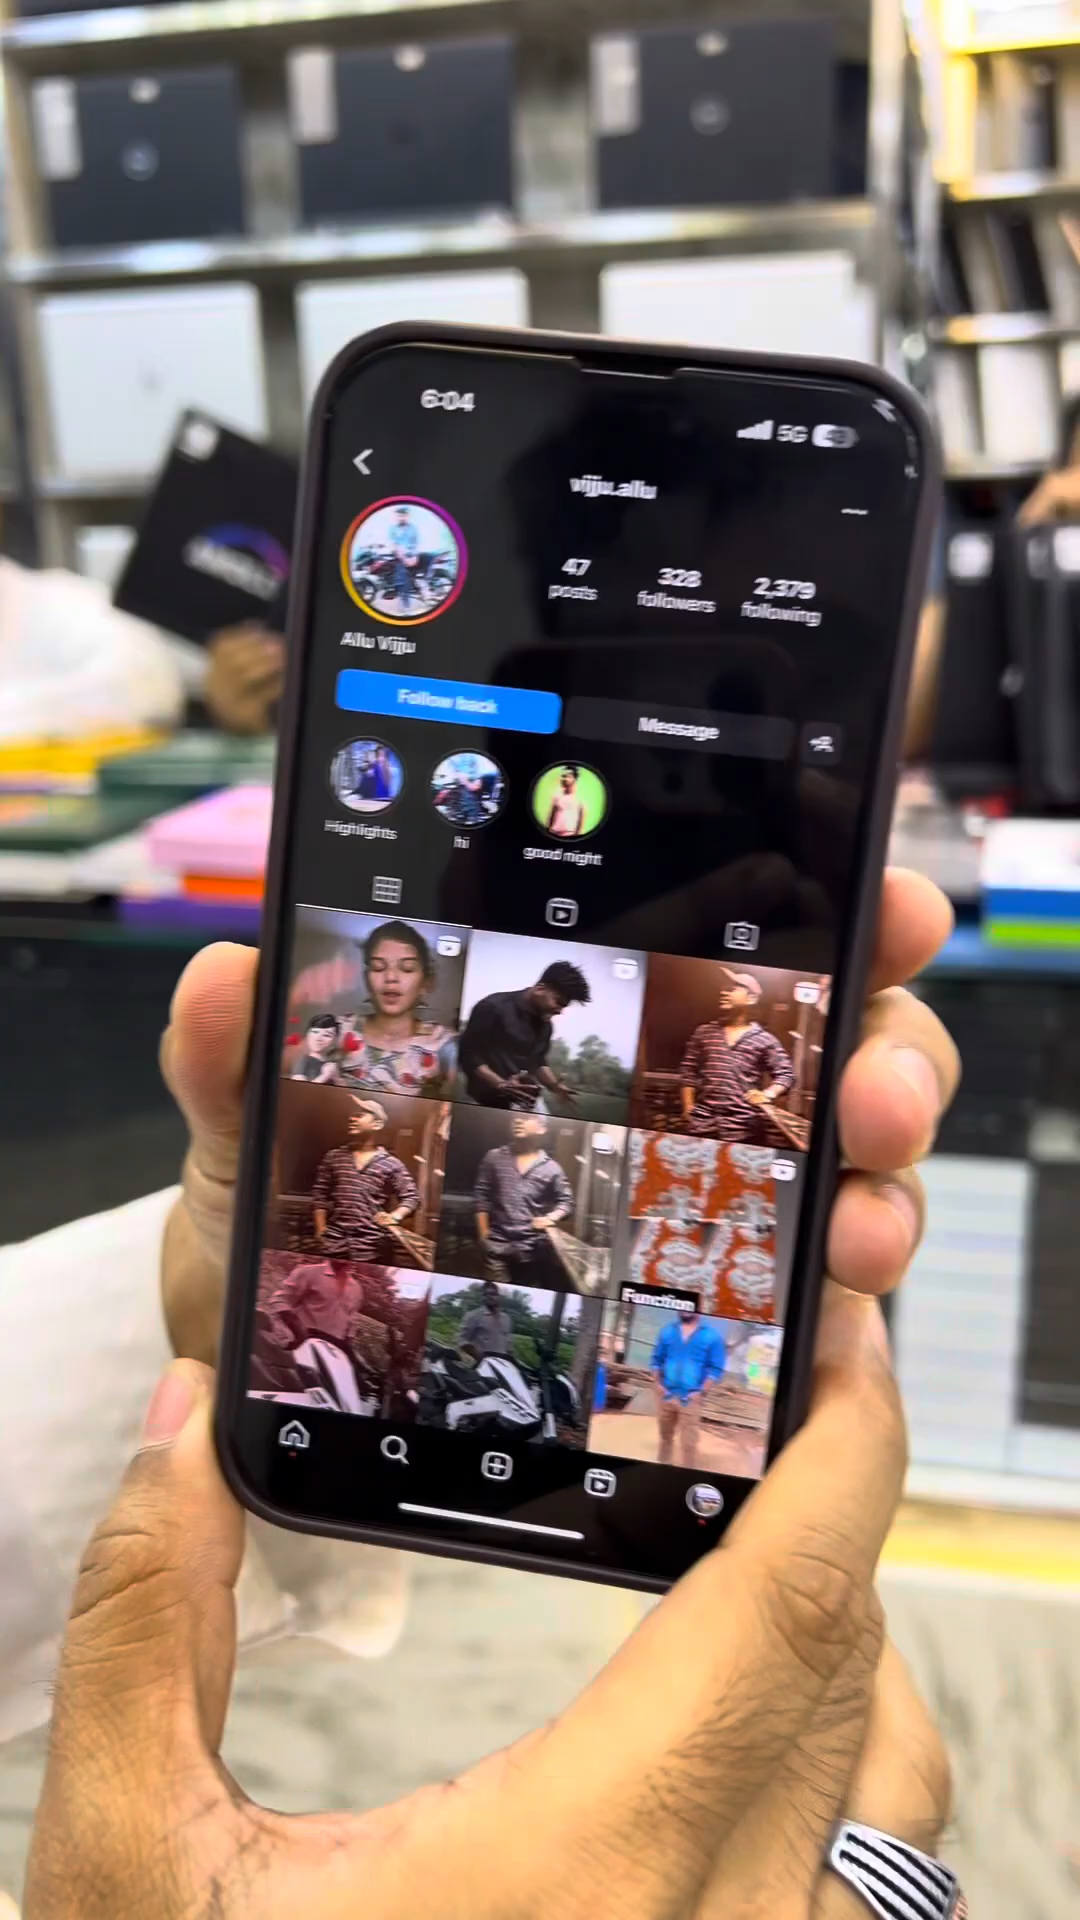 6:04
5G
vijju.allu
47 328 2,379
posts followers following
Allu Vijju
Follow back Message
Highlights hi good night
Function